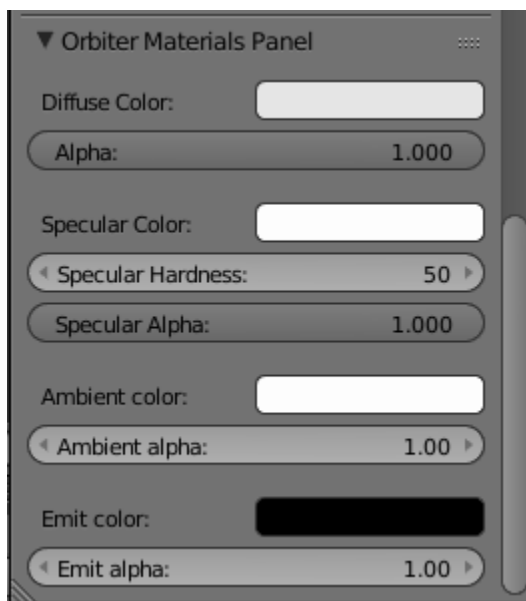 Orbiter Materials Panel
Diffuse Color:
Alpha: 1.000
Specular Color:
Specular Hardness: 50
Specular Alpha: 1.000
Ambient color:
Ambient alpha: 1.00
Emit color:
Emit alpha: 1.00